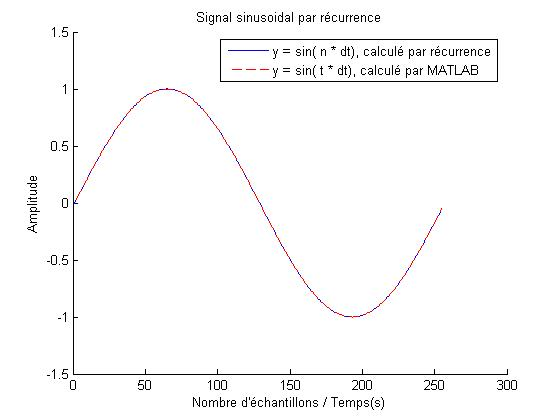 Signal sinusoidal par récurrence
y = sin( n * dt), calculé par récurrence
y = sin( t * dt), calculé par MATLAB
Amplitude
1.5
1
0.5
0
-0.5
-1
-1.5
0 50 100 150 200 250 300
Nombre d'échantillons / Temps(s)